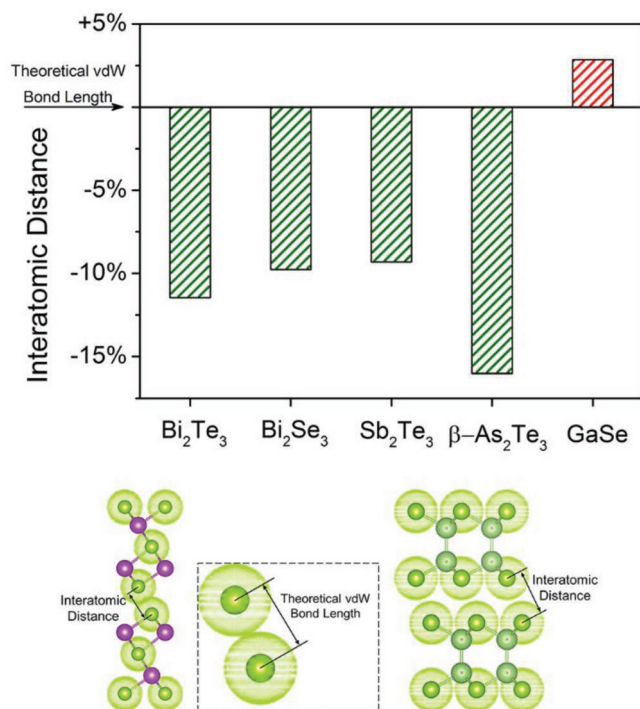 +5%
Theoretical vdW
Bond Length
-5%
-10%
-15%
Interatomic Distance
Bi₂Te₃ Bi₂Se₃ Sb₂Te₃ β–As₂Te₃ GaSe
Interatomic
Distance
Theoretical vdW
Bond Length
Interatomic
Distance